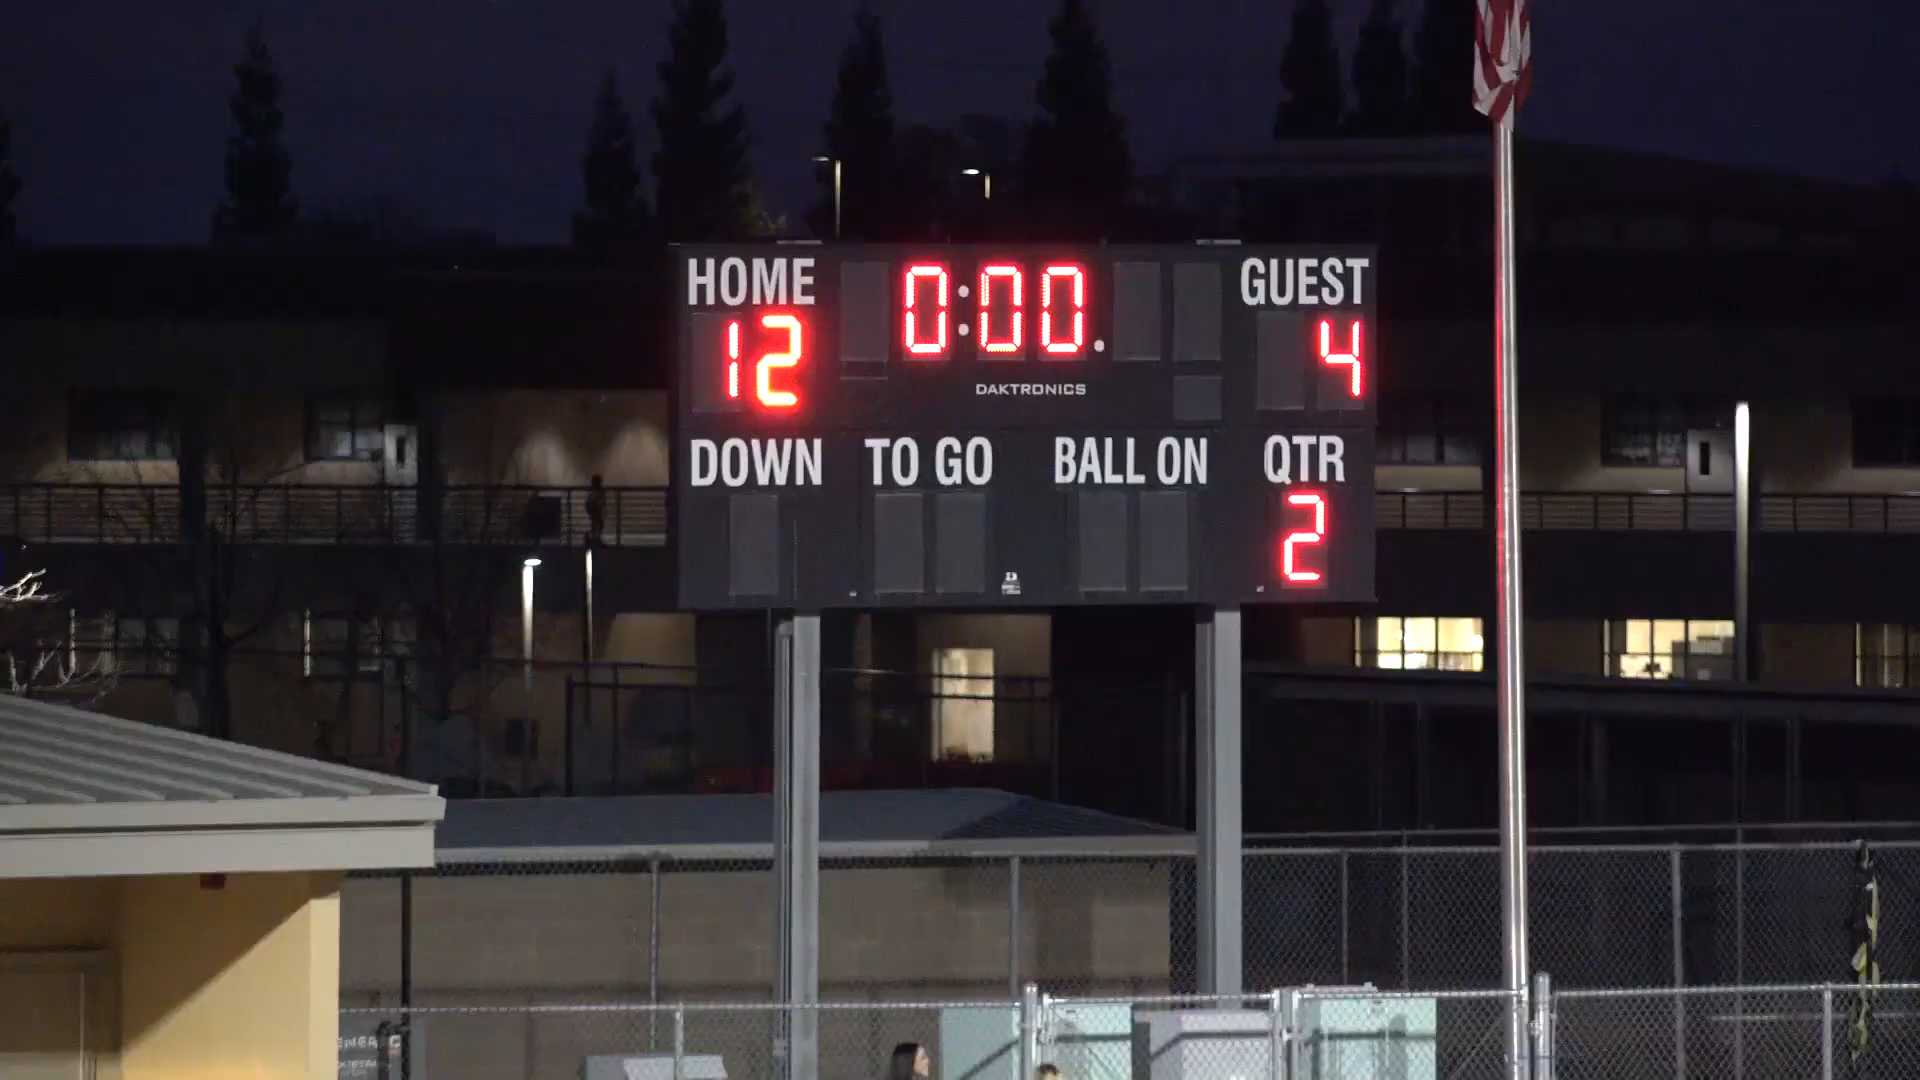 HOME 0:00. GUEST
12 4
DAKTRONICS
DOWN TO GO BALL ON QTR
2